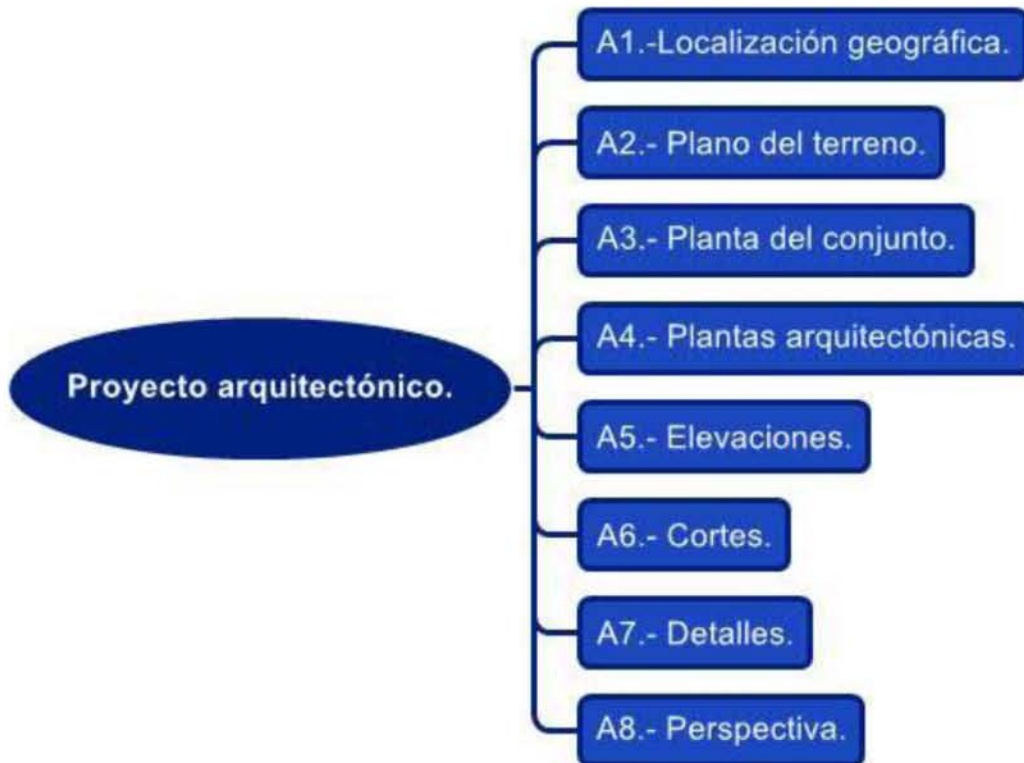 A1.-Localización geográfica.
A2.- Plano del terreno.
A3.- Planta del conjunto.
A4.- Plantas arquitectónicas.
Proyecto arquitectónico.
A5.- Elevaciones.
A6.- Cortes.
A7.- Detalles.
A8.- Perspectiva.